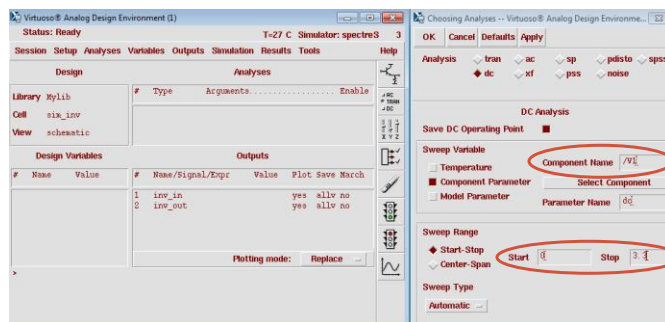 Virtuoso® Analog Design Environment (1)
Status: Ready T=27 C Simulator: spectreS 3
Session Setup Analyses Variables Outputs Simulation Results Tools Help
Design Analyses
Library Mylib
# Type Arguments.................. Enable
Cell sim_inv
View schematic
Design Variables Outputs
# Name Value # Name/Signal/Expr Value Plot Save March
1 inv_in yes allv no
2 inv_out yes allv no
Plotting mode: Replace
>
AC
TRAN
DC
X Y Z
Choosing Analyses -- Virtuoso® Analog Design Environme...
OK Cancel Defaults Apply
Analysis tran ac sp pdisto spss
dc xf pss noise
DC Analysis
Save DC Operating Point
Sweep Variable
Temperature
Component Name /V1
Component Parameter Select Component
Model Parameter
Parameter Name dc
Sweep Range
Start-Stop
Start 0 Stop 3.3
Center-Span
Sweep Type
Automatic